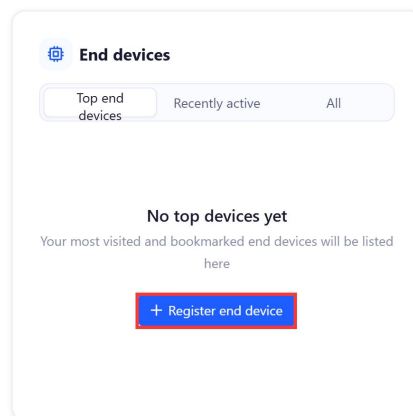 End devices
Top end
devices
Recently active
All
No top devices yet
Your most visited and bookmarked end devices will be listed
here
+ Register end device